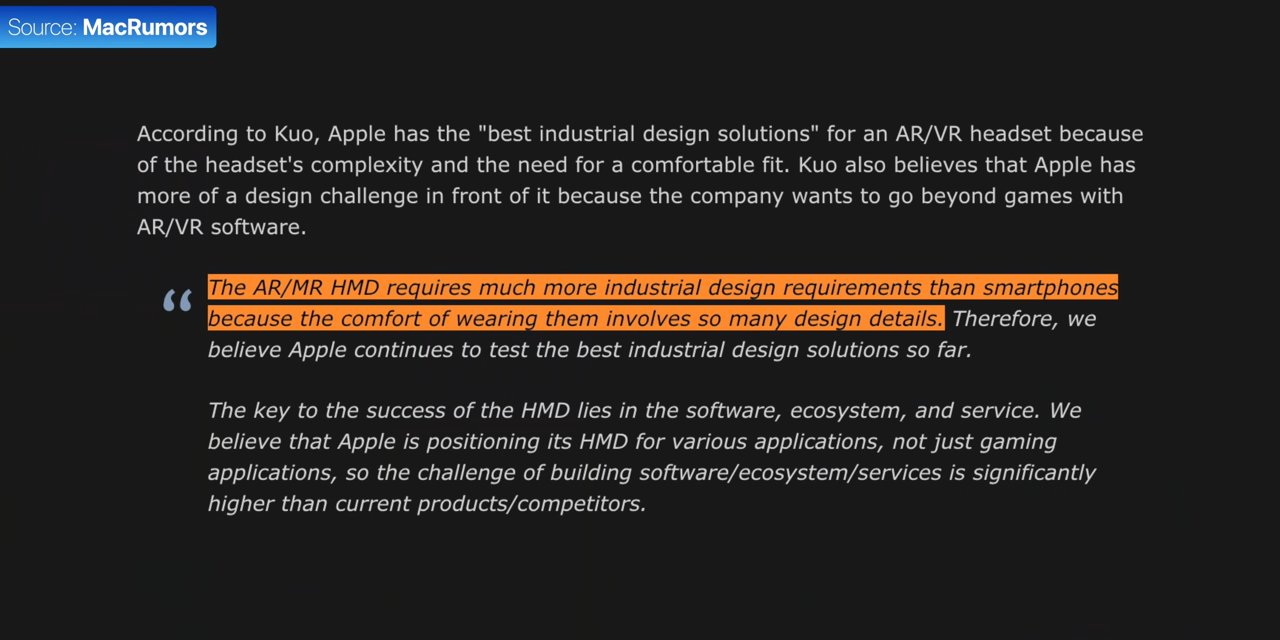 Source: MacRumors
According to Kuo, Apple has the "best industrial design solutions" for an AR/VR headset because
of the headset's complexity and the need for a comfortable fit. Kuo also believes that Apple has
more of a design challenge in front of it because the company wants to go beyond games with
AR/VR software.
“
The AR/MR HMD requires much more industrial design requirements than smartphones
because the comfort of wearing them involves so many design details. Therefore, we
believe Apple continues to test the best industrial design solutions so far.
The key to the success of the HMD lies in the software, ecosystem, and service. We
believe that Apple is positioning its HMD for various applications, not just gaming
applications, so the challenge of building software/ecosystem/services is significantly
higher than current products/competitors.